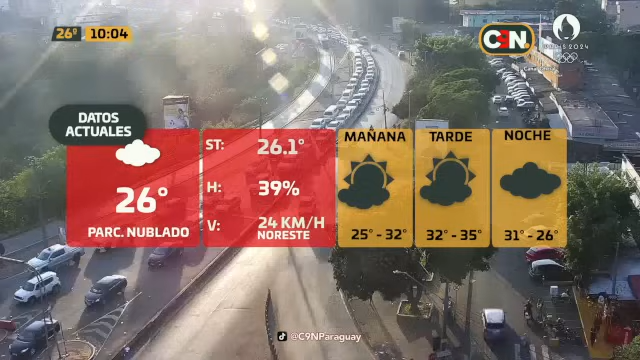 26° 10:04
C9N
PARIS 2024
DATOS
ACTUALES
26°
PARC. NUBLADO
ST: 26.1°
H: 39%
V: 24 KM/H
NORESTE
MAÑANA
25° - 32°
TARDE
32° - 35°
NOCHE
31° - 26°
@C9NParaguay